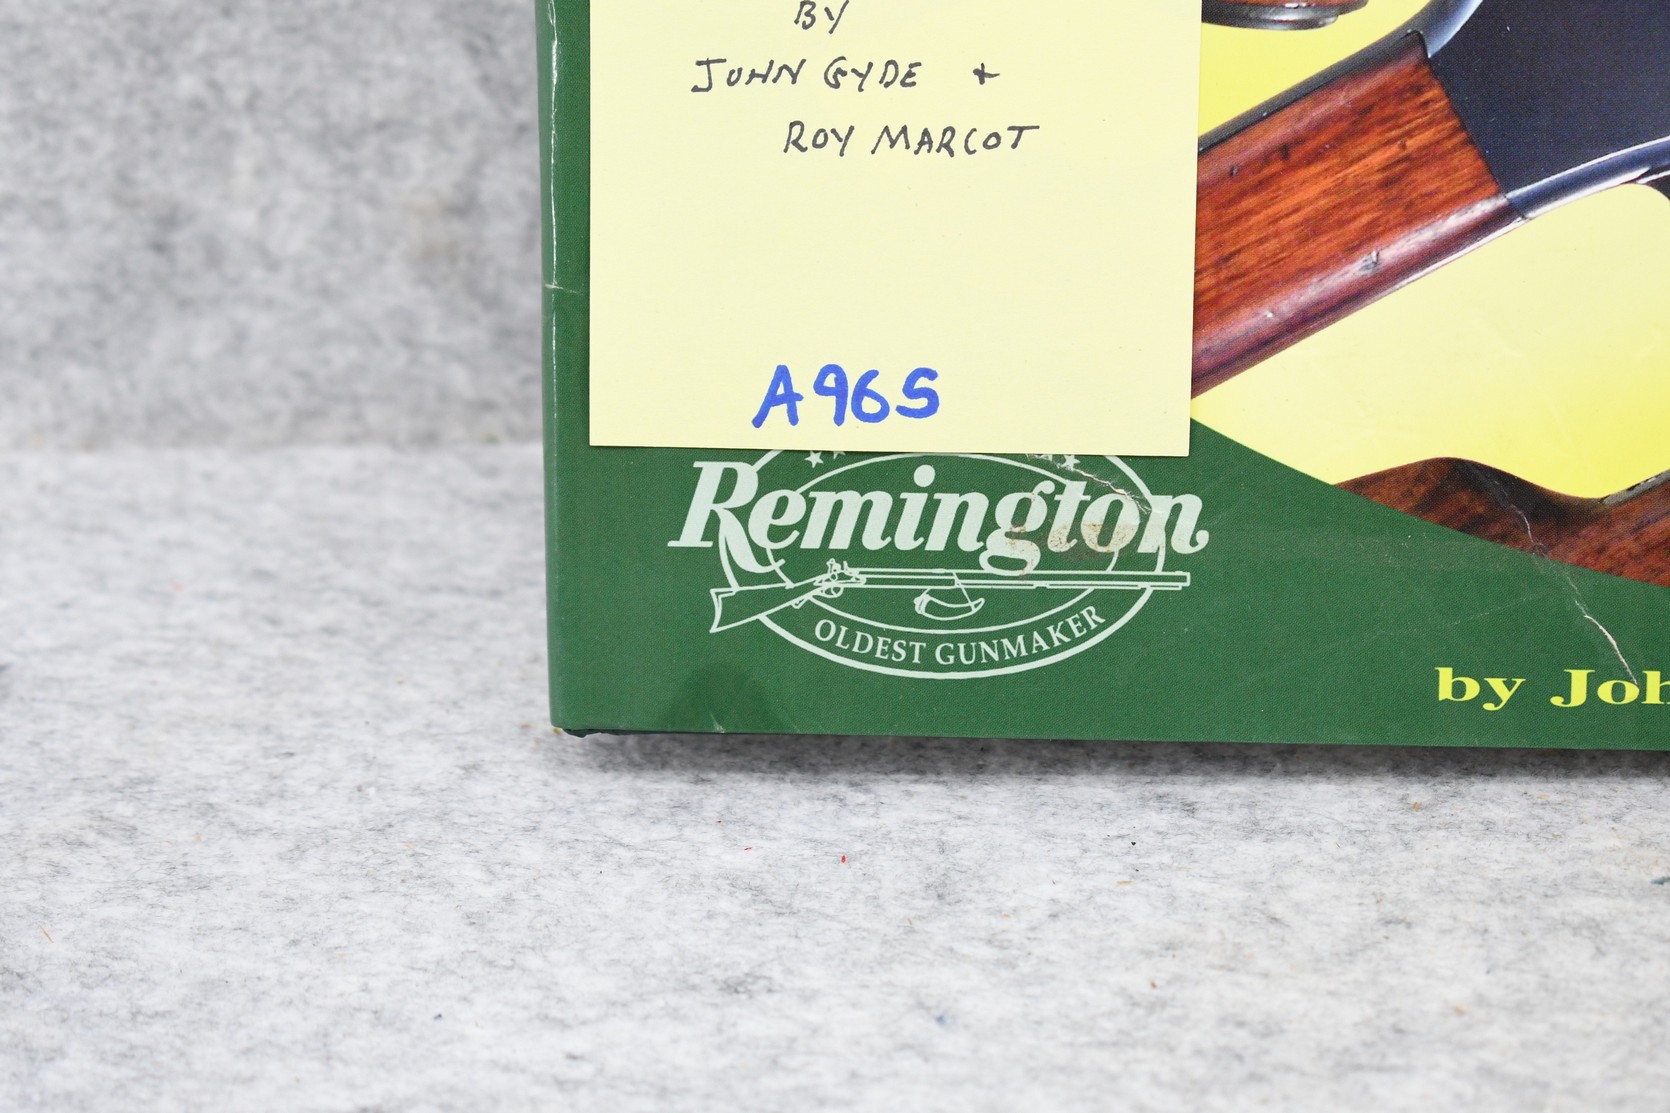 BY
JOHN GYDE +
ROY MARCOT
A965
Remington
OLDEST GUNMAKER
by Joh